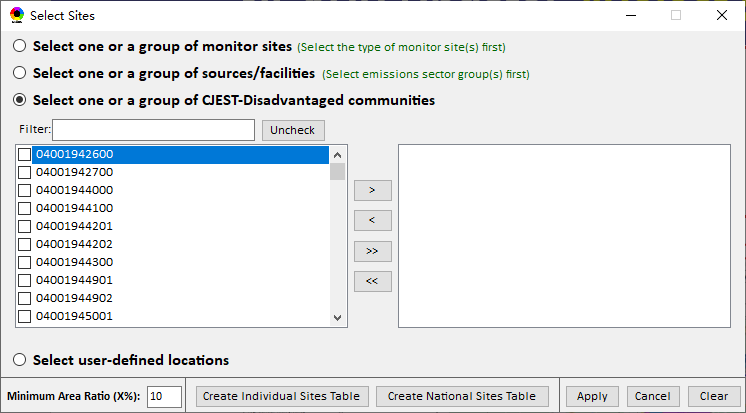 Select Sites
Select one or a group of monitor sites (Select the type of monitor site(s) first)
Select one or a group of sources/facilities (Select emissions sector group(s) first)
Select one or a group of CJEST-Disadvantaged communities
Filter: Uncheck
04001942600
04001942700
04001944000
04001944100
04001944201
04001944202
04001944300
04001944901
04001944902
04001945001
>
<
>>
<<
Select user-defined locations
Minimum Area Ratio (X%): 10 Create Individual Sites Table Create National Sites Table Apply Cancel Clear